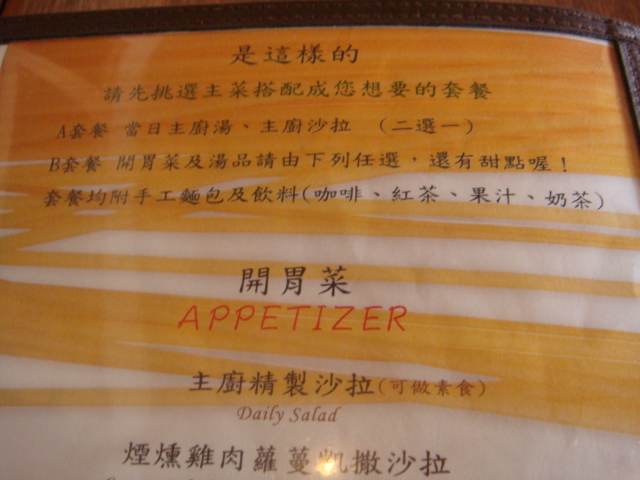 是這樣的
請先挑選主菜搭配成您想要的套餐
A套餐 當日主廚湯、主廚沙拉 （二選一）
B套餐 開胃菜及湯品請由下列任選，還有甜點喔！
套餐均附手工麵包及飲料(咖啡、紅茶、果汁、奶茶)
開胃菜
APPETIZER
主廚精製沙拉(可做素食)
Daily Salad
煙燻雞肉蘿蔓凱撒沙拉